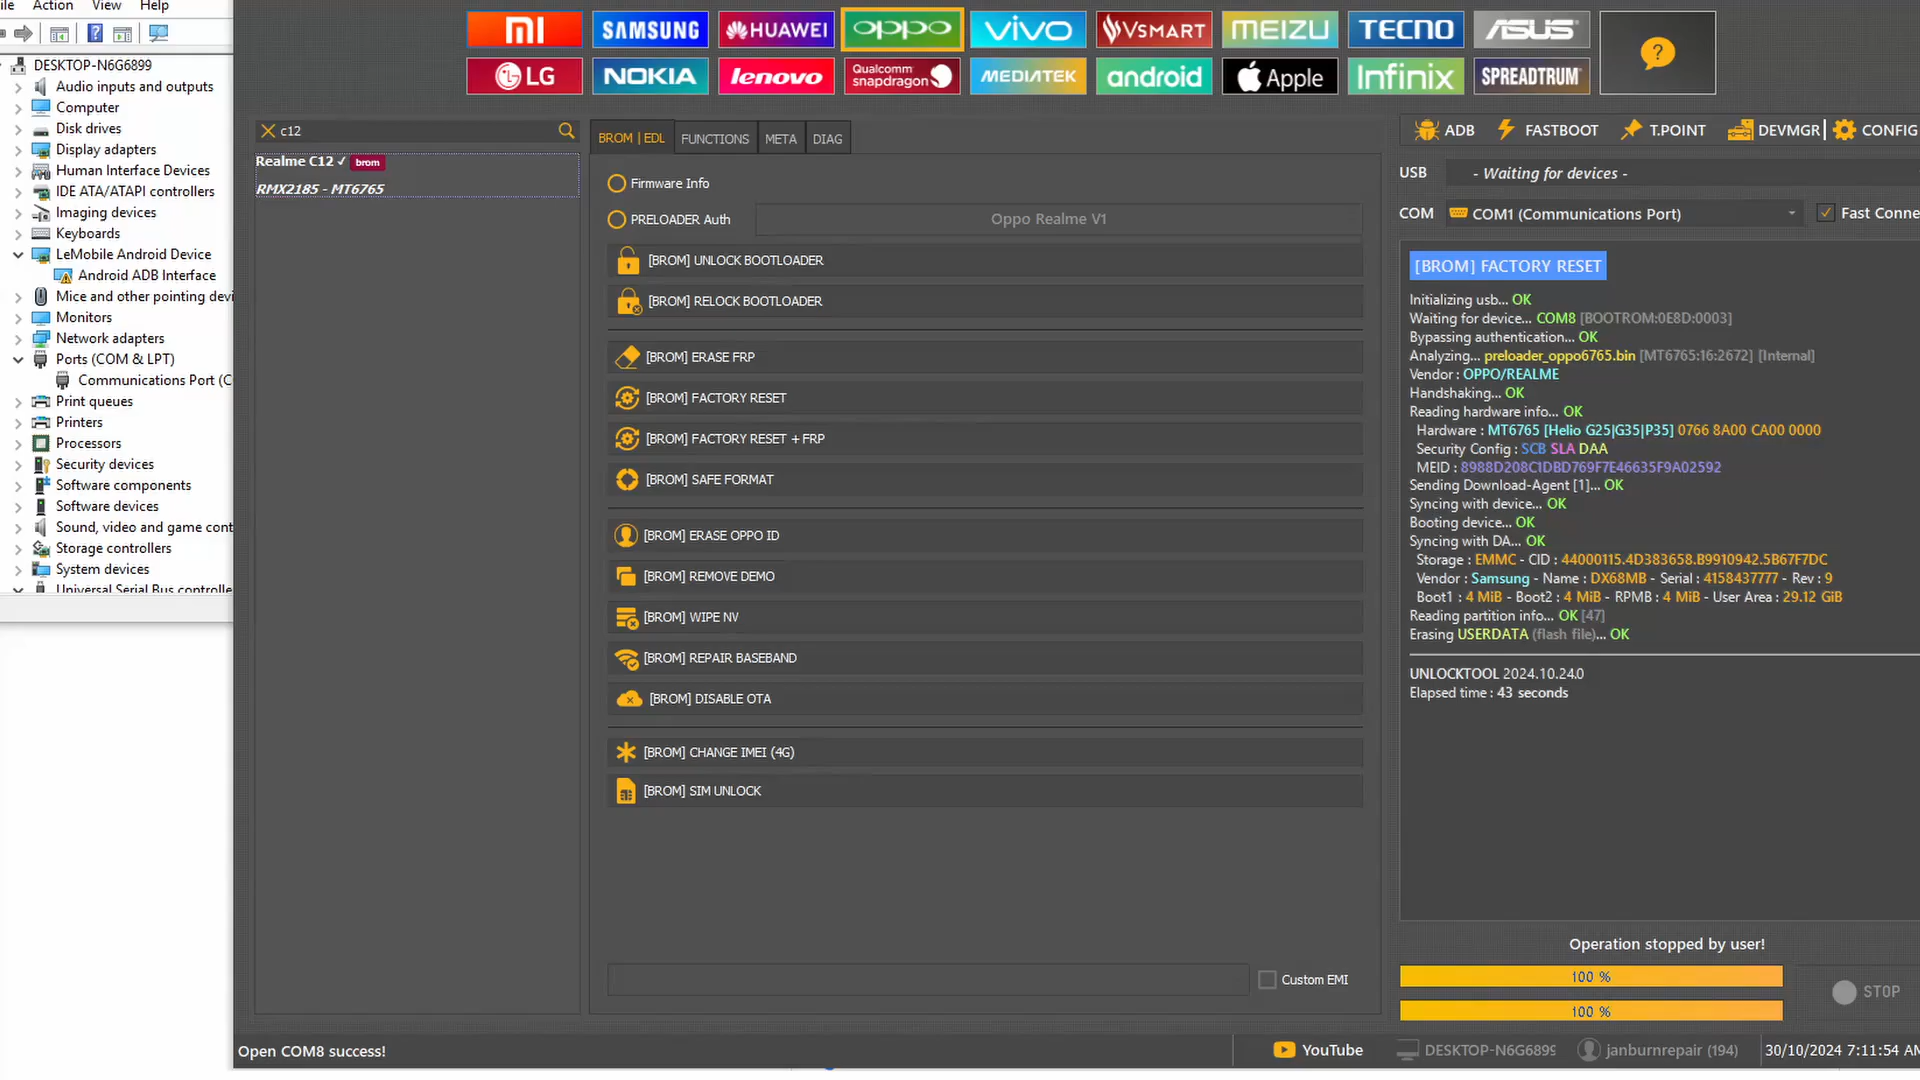 ile Action View Help
DESKTOP-N6G6899
Audio inputs and outputs
Computer
Disk drives
Display adapters
Human Interface Devices
IDE ATA/ATAPI controllers
Imaging devices
Keyboards
LeMobile Android Device
Android ADB Interface
Mice and other pointing devi
Monitors
Network adapters
Ports (COM & LPT)
Communications Port (C
Print queues
Printers
Processors
Security devices
Software components
Software devices
Sound, video and game cont
Storage controllers
System devices
Universal Serial Bus controlle
MI SAMSUNG HUAWEI oppo VIVO VSMART MEIZU TECNO ASUS ?
LG NOKIA lenovo Qualcomm snapdragon MEDIATEK android Apple Infinix SPREADTRUM
c12
Realme C12 ✓ brom
RMX2185 - MT6765
BROM | EDL FUNCTIONS META DIAG
Firmware Info
PRELOADER Auth Oppo Realme V1
[BROM] UNLOCK BOOTLOADER
[BROM] RELOCK BOOTLOADER
[BROM] ERASE FRP
[BROM] FACTORY RESET
[BROM] FACTORY RESET + FRP
[BROM] SAFE FORMAT
[BROM] ERASE OPPO ID
[BROM] REMOVE DEMO
[BROM] WIPE NV
[BROM] REPAIR BASEBAND
[BROM] DISABLE OTA
[BROM] CHANGE IMEI (4G)
[BROM] SIM UNLOCK
Custom EMI
ADB FASTBOOT T.POINT DEVMGR CONFIG
USB - Waiting for devices -
COM COM1 (Communications Port) Fast Conne
[BROM] FACTORY RESET
Initializing usb... OK
Waiting for device... COM8 [BOOTROM:0E8D:0003]
Bypassing authentication... OK
Analyzing... preloader_oppo6765.bin [MT6765:16:2672] [Internal]
Vendor : OPPO/REALME
Handshaking... OK
Reading hardware info... OK
Hardware : MT6765 [Helio G25|G35|P35] 0766 8A00 CA00 0000
Security Config : SCB SLA DAA
MEID : 8988D208C1DBD769F7E46635F9A02592
Sending Download-Agent [1]... OK
Syncing with device... OK
Booting device... OK
Syncing with DA... OK
Storage : EMMC - CID : 44000115.4D383658.B9910942.5B67F7DC
Vendor : Samsung - Name : DX68MB - Serial : 4158437777 - Rev : 9
Boot1 : 4 MiB - Boot2 : 4 MiB - RPMB : 4 MiB - User Area : 29.12 GiB
Reading partition info... OK [47]
Erasing USERDATA (flash file)... OK
UNLOCKTOOL 2024.10.24.0
Elapsed time : 43 seconds
Operation stopped by user!
100 %
100 %
STOP
Open COM8 success!
YouTube DESKTOP-N6G6899 janburnrepair (194) 30/10/2024 7:11:54 AM